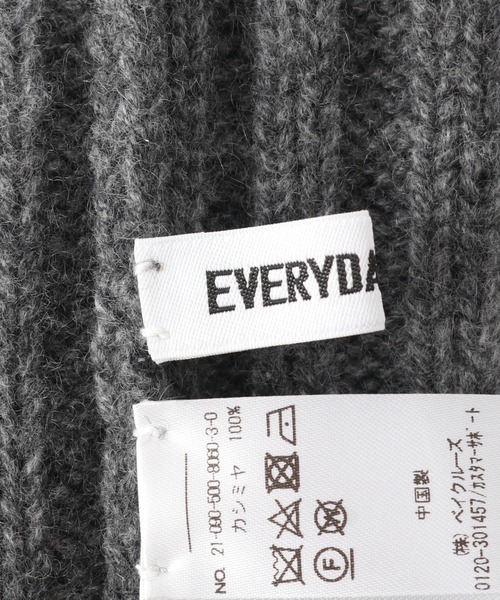 EVERYDA
NO. 21-090-500-8060-3-0
カシミヤ 100%
中国製
(株) ベイクルーズ
0120-301457/カスタマーサポート